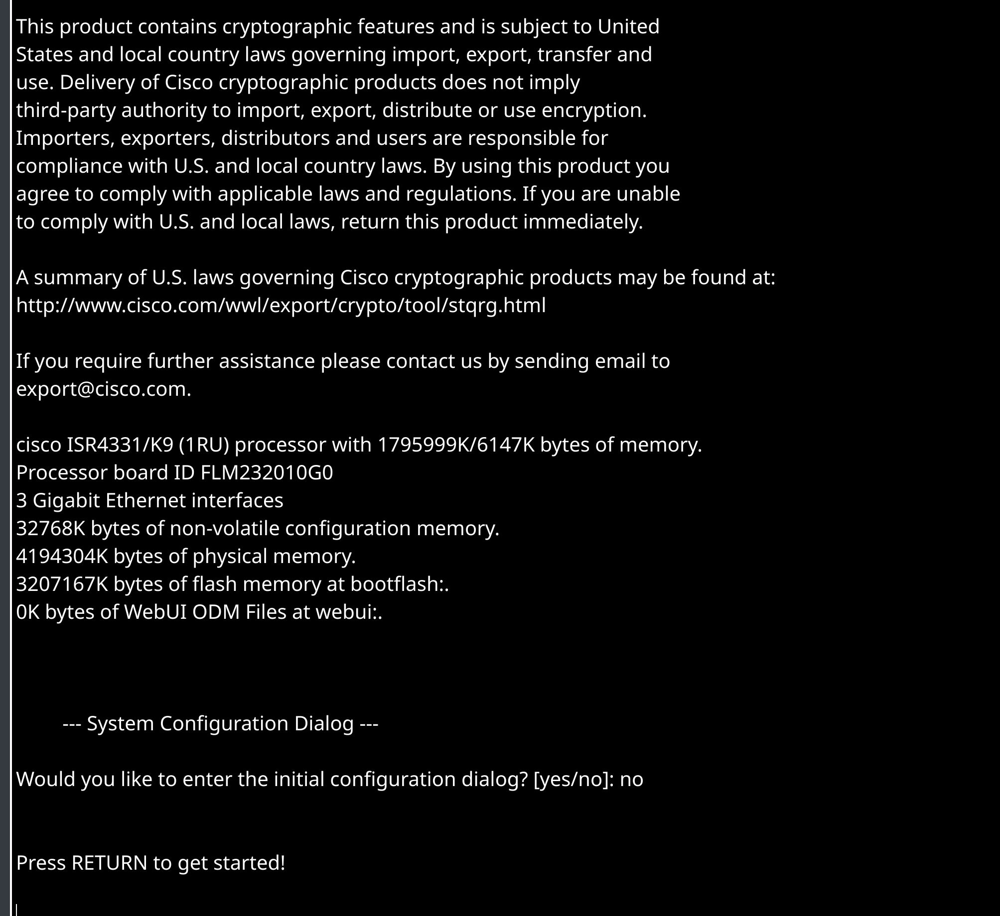 This product contains cryptographic features and is subject to United
States and local country laws governing import, export, transfer and
use. Delivery of Cisco cryptographic products does not imply
third-party authority to import, export, distribute or use encryption.
Importers, exporters, distributors and users are responsible for
compliance with U.S. and local country laws. By using this product you
agree to comply with applicable laws and regulations. If you are unable
to comply with U.S. and local laws, return this product immediately.
A summary of U.S. laws governing Cisco cryptographic products may be found at:
http://www.cisco.com/wwl/export/crypto/tool/stqrg.html
If you require further assistance please contact us by sending email to
export@cisco.com.
cisco ISR4331/K9 (1RU) processor with 1795999K/6147K bytes of memory.
Processor board ID FLM232010G0
3 Gigabit Ethernet interfaces
32768K bytes of non-volatile configuration memory.
4194304K bytes of physical memory.
3207167K bytes of flash memory at bootflash:.
0K bytes of WebUI ODM Files at webui:.
--- System Configuration Dialog ---
Would you like to enter the initial configuration dialog? [yes/no]: no
Press RETURN to get started!